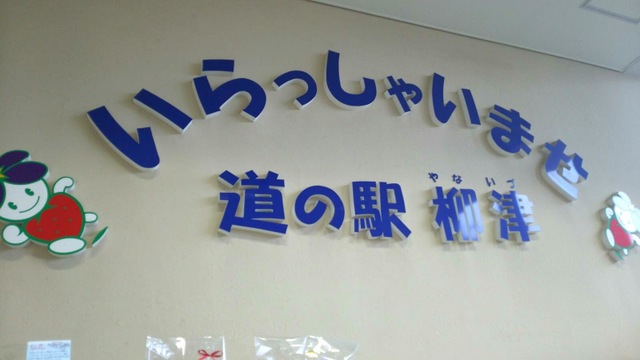 いらっしゃいませ
道の駅 柳津
やないづ